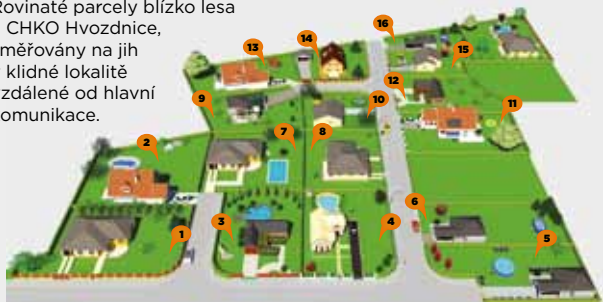 Rovinaté parcely blízko lesa
CHKO Hvozdnice,
měřovány na jih
klidné lokalitě
zdálené od hlavní
omunikace.
16
14
13
15
12
9
10
11
2
7
8
6
1
3
4
5